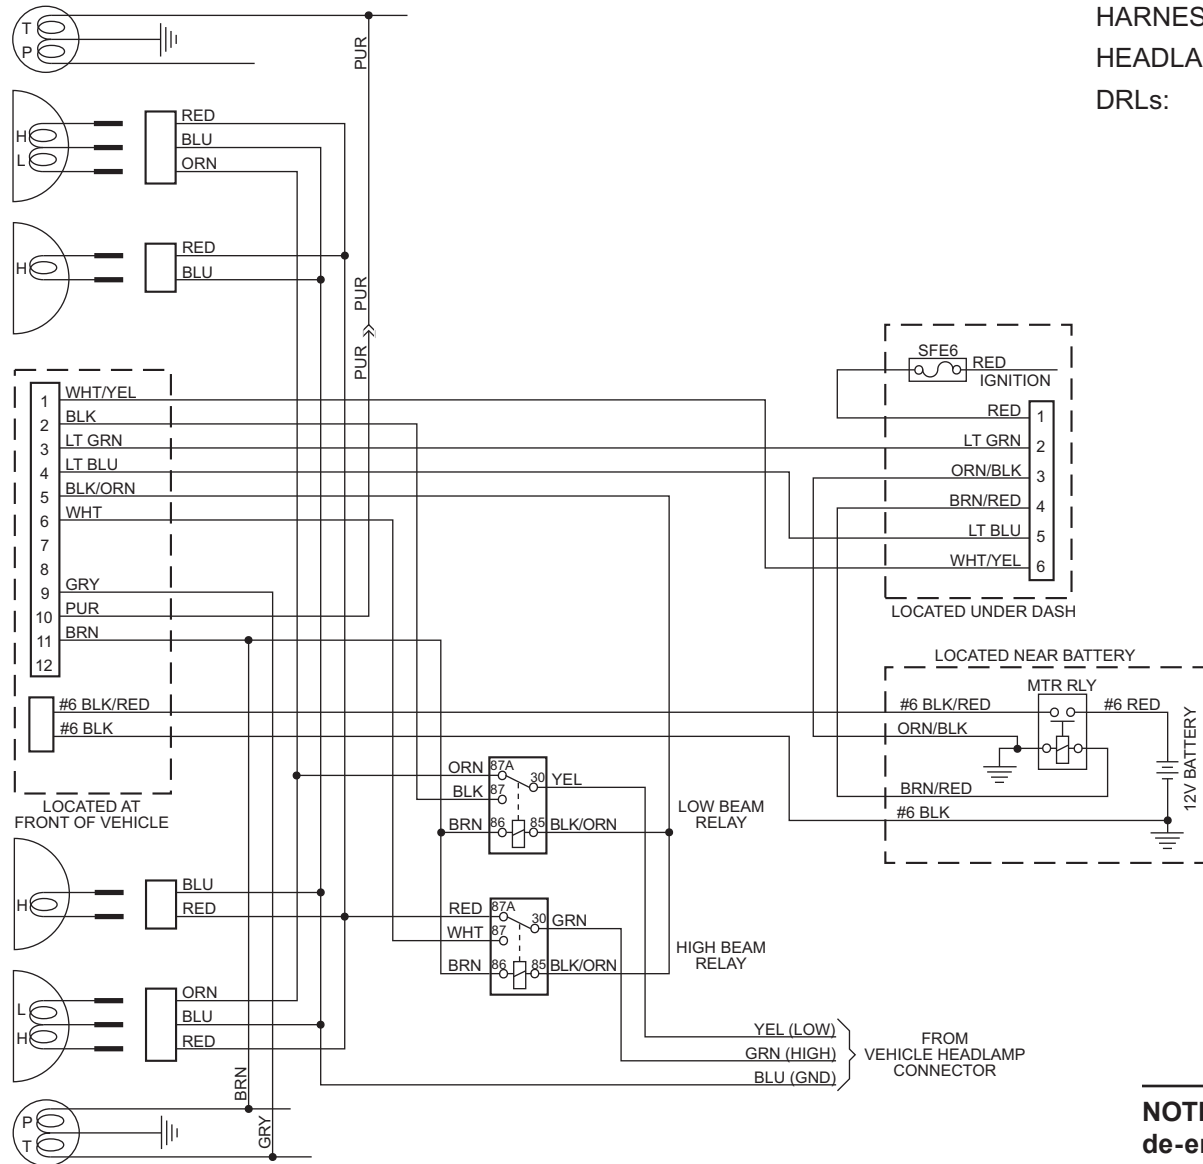 HARNES
HEADLA
DRLs:
T
P
PUR
H
L
RED
BLU
ORN
H
RED
BLU
PUR
PUR
1 WHT/YEL
2 BLK
3 LT GRN
4 LT BLU
5 BLK/ORN
6 WHT
7
8
9 GRY
10 PUR
11 BRN
12
#6 BLK/RED
#6 BLK
LOCATED AT
FRONT OF VEHICLE
SFE6
RED
IGNITION
RED 1
LT GRN 2
ORN/BLK 3
BRN/RED 4
LT BLU 5
WHT/YEL 6
LOCATED UNDER DASH
LOCATED NEAR BATTERY
MTR RLY
#6 BLK/RED
#6 RED
ORN/BLK
BRN/RED
#6 BLK
12V BATTERY
ORN 87A 30 YEL
BLK 87
BRN 86 85 BLK/ORN
LOW BEAM
RELAY
RED 87A 30 GRN
WHT 87
BRN 86 85 BLK/ORN
HIGH BEAM
RELAY
H
BLU
RED
L
H
ORN
BLU
RED
YEL (LOW)
GRN (HIGH)
BLU (GND)
FROM
VEHICLE HEADLAMP
CONNECTOR
BRN
GRY
P
T
NOTE
de-en